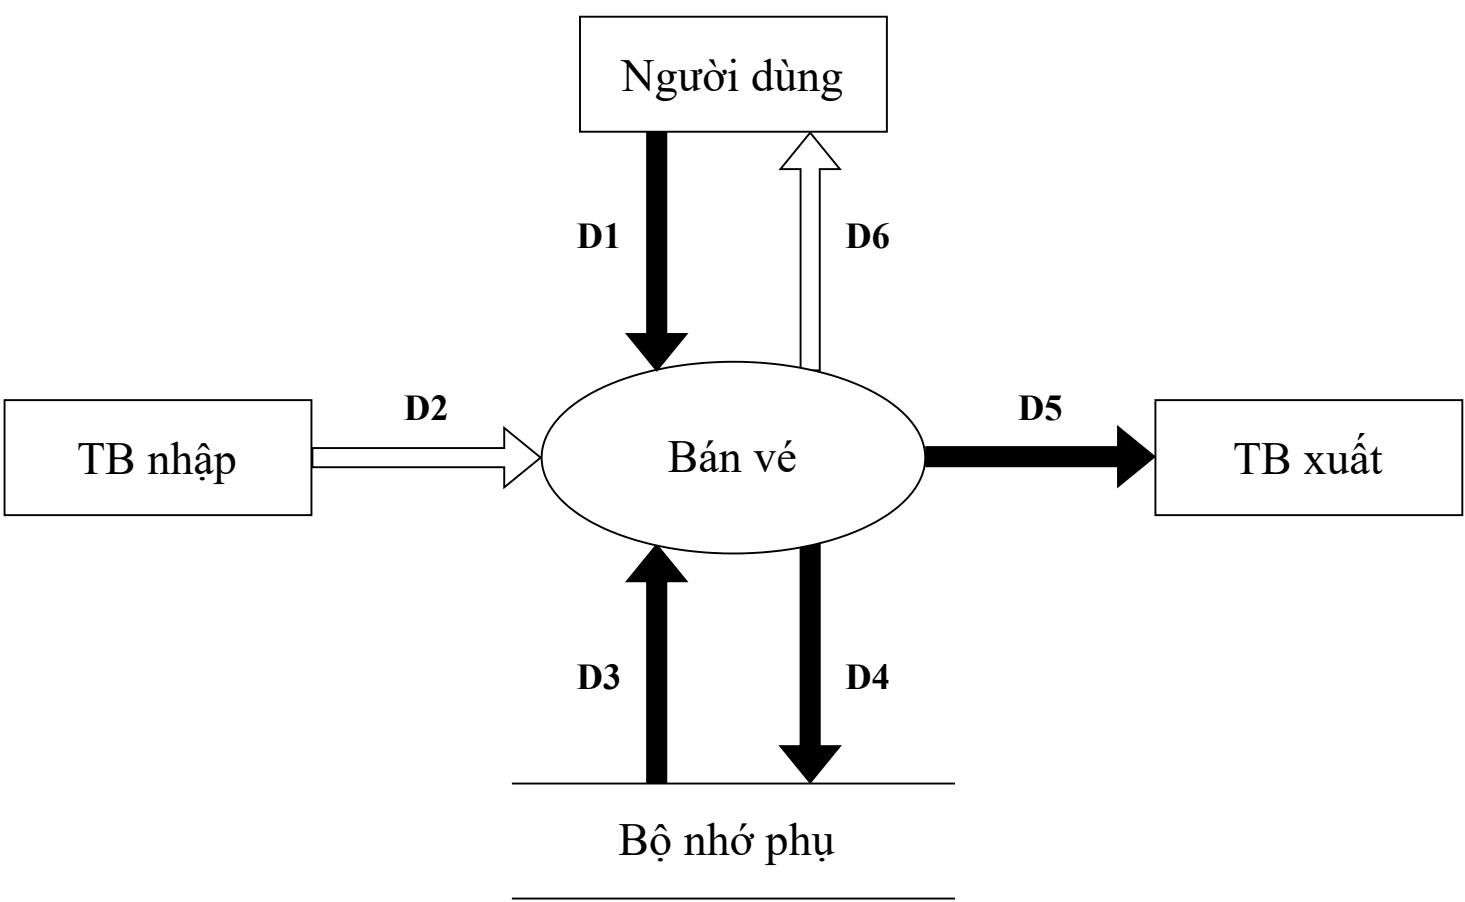 Người dùng
D1
D6
D2
D5
TB nhập
Bán vé
TB xuất
D3
D4
Bộ nhớ phụ